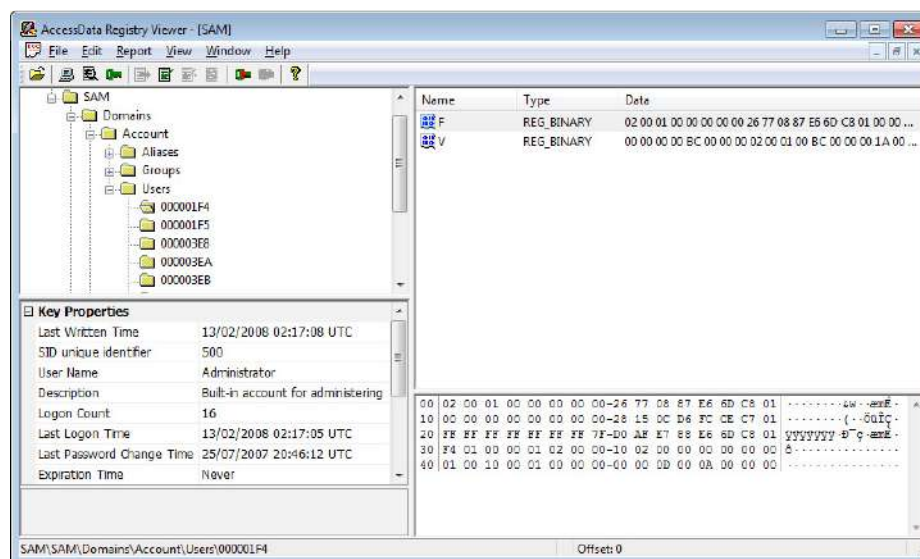 AccessData Registry Viewer - [SAM]
File Edit Report View Window Help
SAM
Domains
Account
Aliases
Groups
Users
000001F4
000001F5
000003E8
000003EA
000003EB
Name Type Data
F REG_BINARY 02 00 01 00 00 00 00 00 26 77 08 87 E6 6D C8 01 00 00 ...
V REG_BINARY 00 00 00 00 BC 00 00 00 02 00 01 00 BC 00 00 00 1A 00 ...
Key Properties
Last Written Time 13/02/2008 02:17:08 UTC
SID unique identifier 500
User Name Administrator
Description Built-in account for administering
Logon Count 16
Last Logon Time 13/02/2008 02:17:05 UTC
Last Password Change Time 25/07/2007 20:46:12 UTC
Expiration Time Never
00 02 00 01 00 00 00 00 00-26 77 08 87 E6 6D C8 01
10 00 00 00 00 00 00 00 00-28 15 0C D6 FC CE C7 01
20 FF FF FF FF FF FF FF 7F-D0 AF E7 88 E6 6D C8 01
30 F4 01 00 00 01 02 00 00-10 02 00 00 00 00 00 00
40 01 00 10 00 01 00 00 00-00 00 0D 00 0A 00 00 00
SAM\SAM\Domains\Account\Users\000001F4 Offset: 0